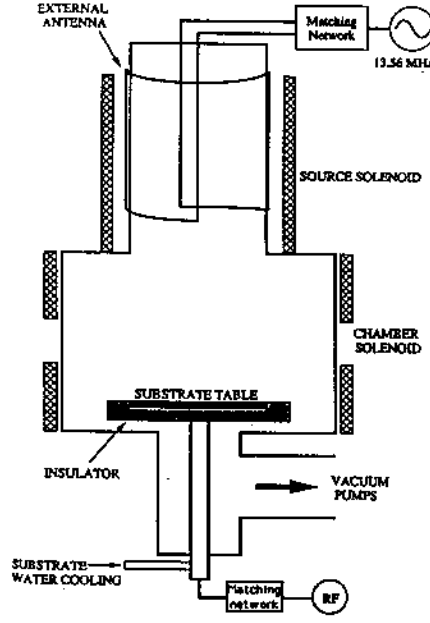 EXTERNAL
ANTENNA
Matching
Network
13.56 MHz
SOURCE SOLENOID
CHAMBER
SOLENOID
SUBSTRATE TABLE
INSULATOR
VACUUM
PUMPS
SUBSTRATE
WATER COOLING
Matching
network
RF